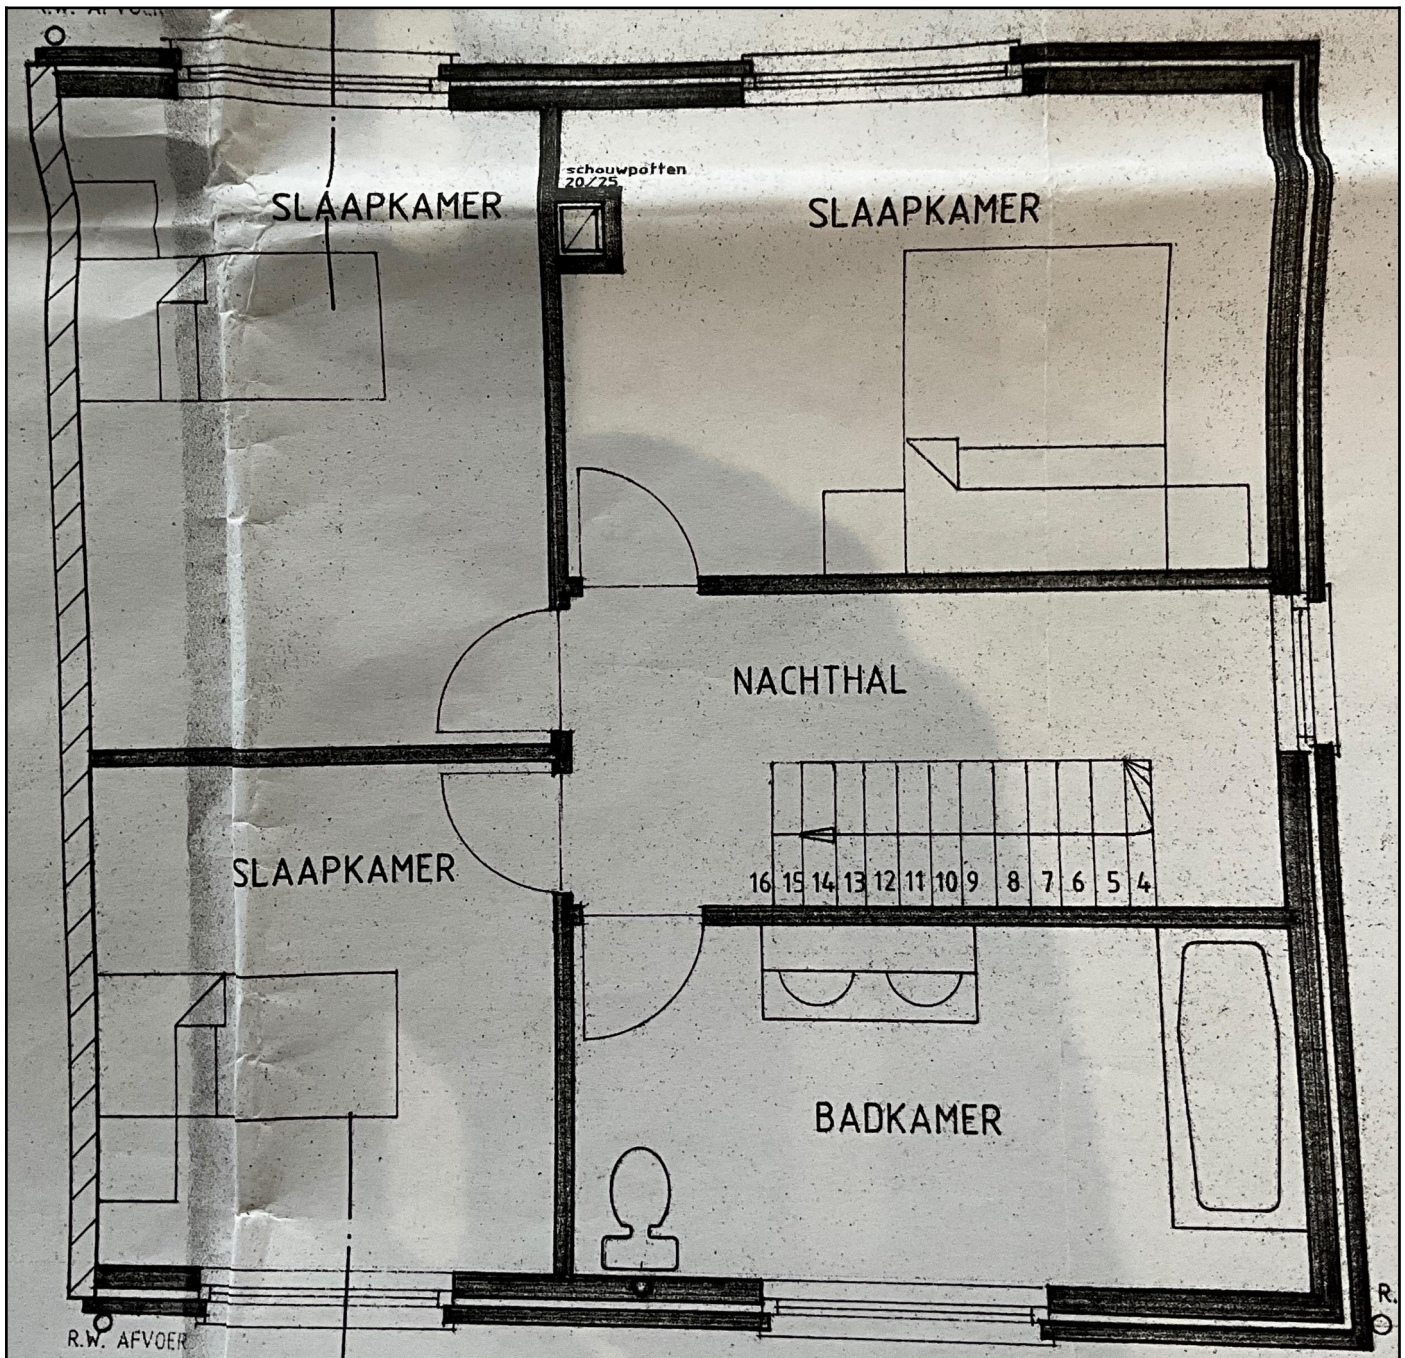 R.W. AFVOER
schouwpotten
20/25
SLAAPKAMER
SLAAPKAMER
NACHTHAL
SLAAPKAMER
16 15 14 13 12 11 10 9 8 7 6 5 4
BADKAMER
R.
R.W. AFVOER